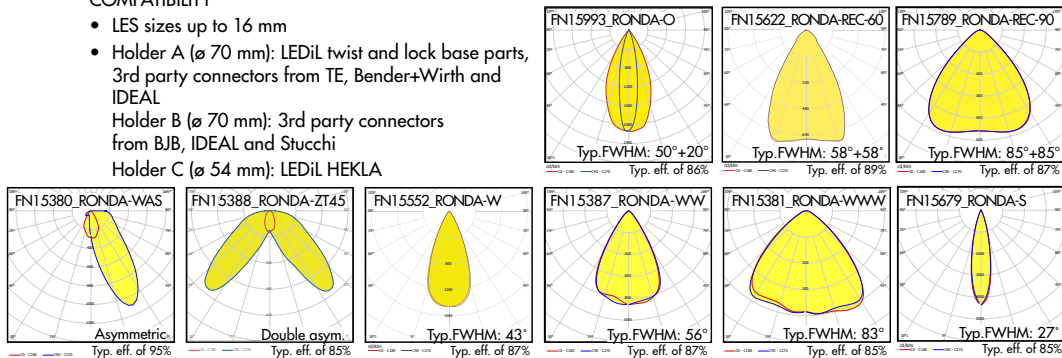 COMPATIBILITY
• LES sizes up to 16 mm
• Holder A (ø 70 mm): LEDiL twist and lock base parts,
3rd party connectors from TE, Bender+Wirth and
IDEAL
Holder B (ø 70 mm): 3rd party connectors
from BJB, IDEAL and Stucchi
Holder C (ø 54 mm): LEDiL HEKLA
FN15993_RONDA-O
Typ.FWHM: 50°+20°
Typ. eff. of 86%
FN15622_RONDA-REC-60
Typ.FWHM: 58°+58°
Typ. eff. of 89%
FN15789_RONDA-REC-90
Typ.FWHM: 85°+85°
Typ. eff. of 87%
FN15380_RONDA-WAS
Asymmetric
Typ. eff. of 95%
FN15388_RONDA-ZT45
Double asym.
Typ. eff. of 85%
FN15552_RONDA-W
Typ.FWHM: 43°
Typ. eff. of 87%
FN15387_RONDA-WW
Typ.FWHM: 56°
Typ. eff. of 87%
FN15381_RONDA-WWW
Typ.FWHM: 83°
Typ. eff. of 85%
FN15679_RONDA-S
Typ.FWHM: 27°
Typ. eff. of 85%